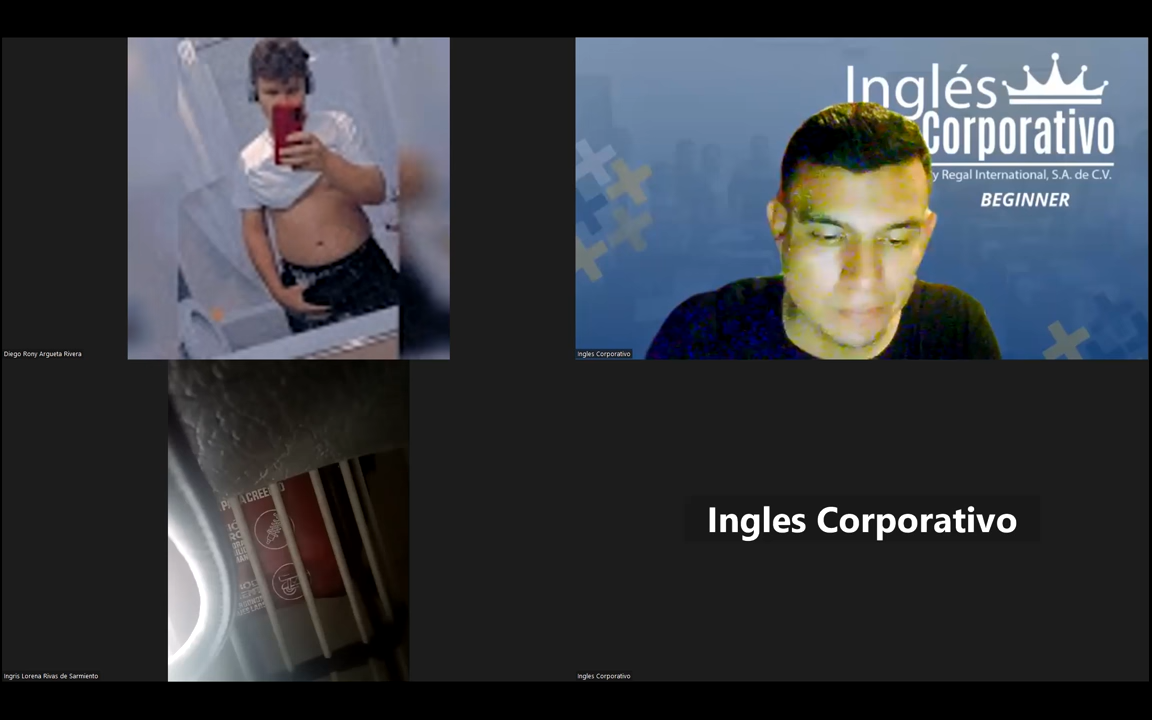 Inglés
Corporativo
y Regal International, S.A. de C.V.
BEGINNER
Diego Rony Argueta Rivera
Ingles Corporativo
Ingles Corporativo
Ingris Lorena Rivas de Sarmiento
Ingles Corporativo